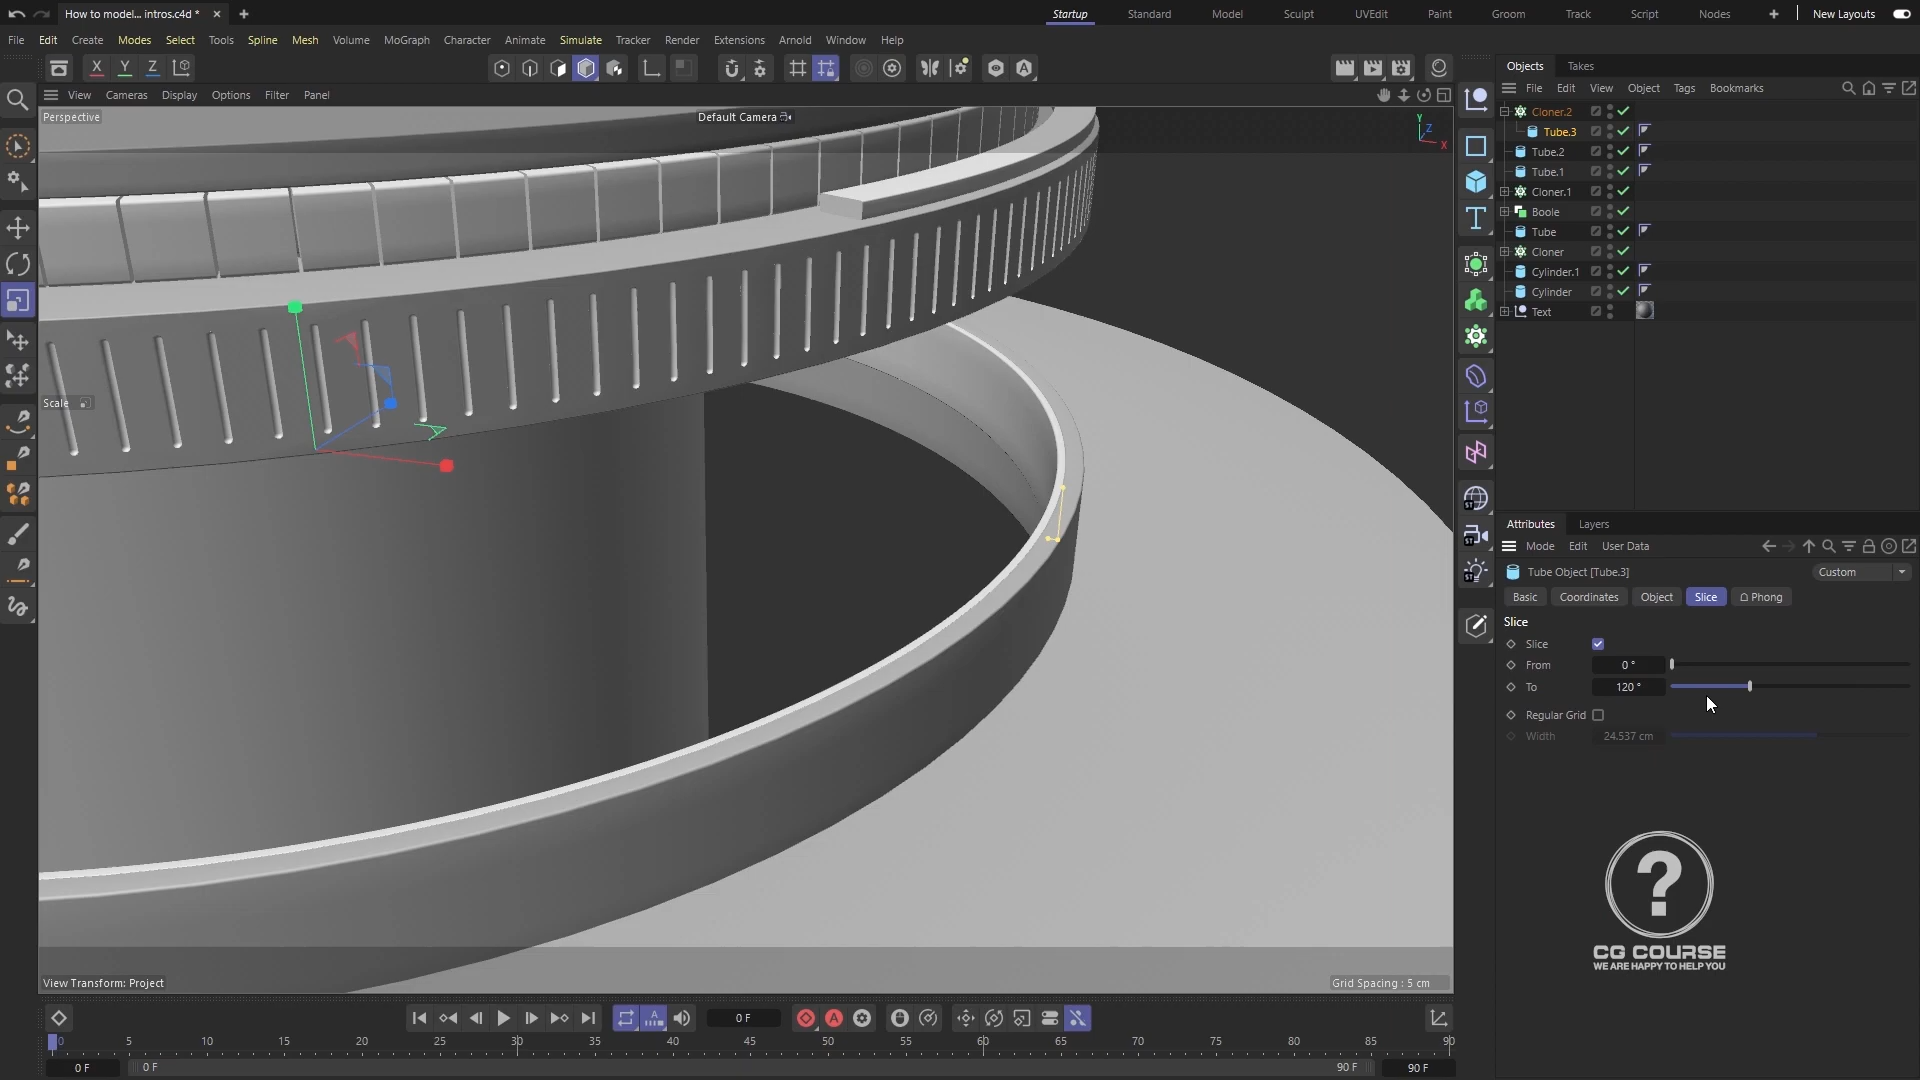 How to model... intros.c4d *
Startup Standard Model Sculpt UVEdit Paint Groom Track Script Nodes New Layouts
File Edit Create Modes Select Tools Spline Mesh Volume MoGraph Character Animate Simulate Tracker Render Extensions Arnold Window Help
X Y Z
View Cameras Display Options Filter Panel
Perspective
Default Camera
Y
Z
X
Scale
View Transform: Project
Grid Spacing : 5 cm
Objects Takes
File Edit View Object Tags Bookmarks
Cloner.2
Tube.3
Tube.2
Tube.1
Cloner.1
Boole
Tube
Cloner
Cylinder.1
Cylinder
Text
Attributes Layers
Mode Edit User Data
Tube Object [Tube.3]
Custom
Basic Coordinates Object Slice Phong
Slice
Slice
From 0 °
To 120 °
Regular Grid
Width 24.537 cm
?
CG COURSE
WE ARE HAPPY TO HELP YOU
0 F
0 5 10 15 20 25 30 35 40 45 50 55 60 65 70 75 80 85 90
0 F 0 F 90 F 90 F